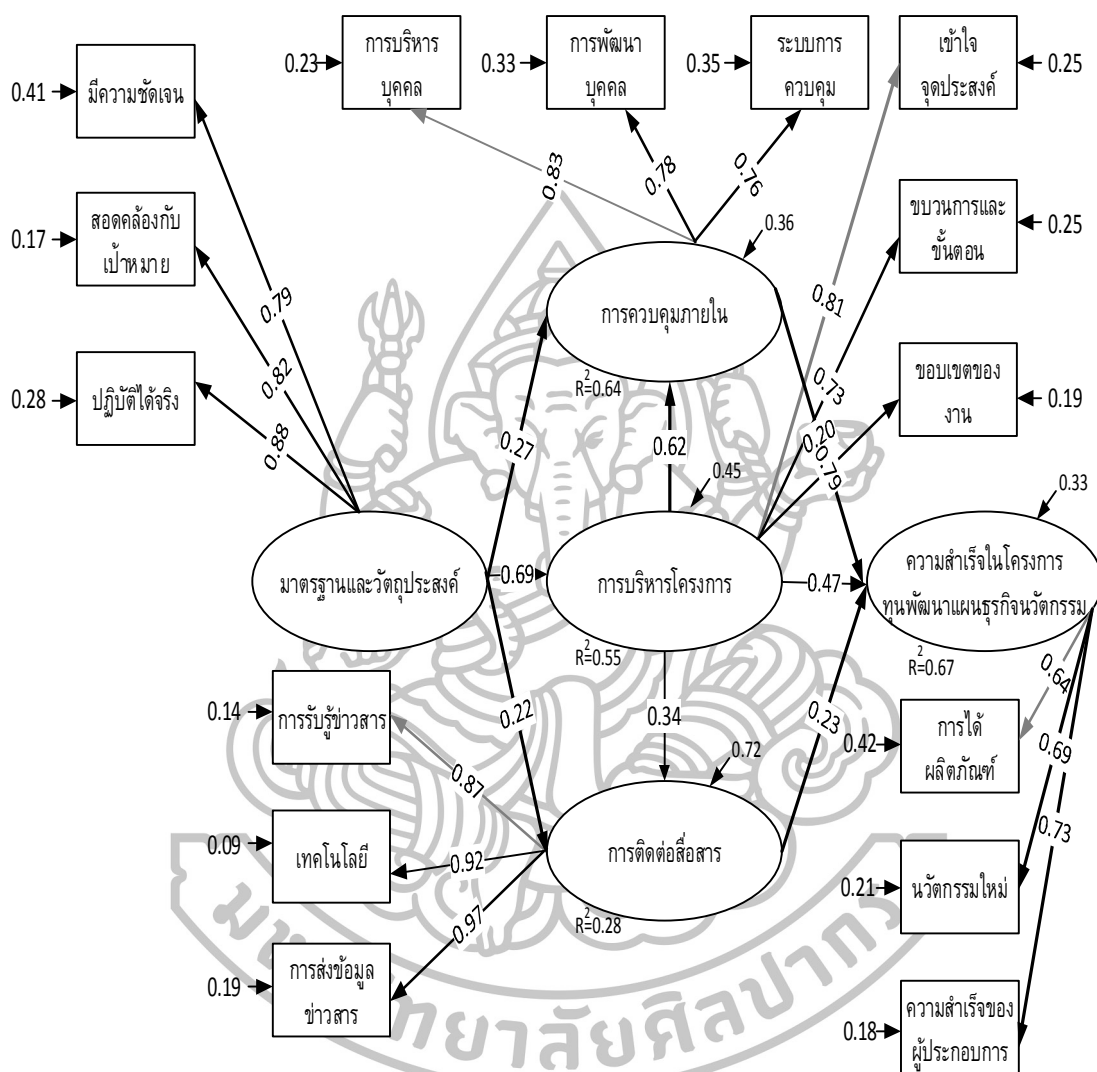 การบริหาร
บุคคล
0.23
การพัฒนา
บุคคล
0.33
ระบบการ
ควบคุม
0.35
เข้าใจ
จุดประสงค์
0.25
0.41
มีความชัดเจน
0.83
0.78
0.76
0.17
สอดคล้องกับ
เป้าหมาย
ขบวนการและ
ขั้นตอน
0.25
0.36
0.79
0.81
การควบคุมภายใน
R²=0.64
0.28
ปฏิบัติได้จริง
0.82
0.73
ขอบเขตของ
งาน
0.19
0.88
0.27
0.62
0.20
0.79
0.45
0.33
มาตรฐานและวัตถุประสงค์
0.69
การบริหารโครงการ
0.47
ความสำเร็จในโครงการ
ทุนพัฒนาแผนธุรกิจนวัตกรรม
R²=0.55
R²=0.67
0.64
0.14
การรับรู้ข่าวสาร
0.22
0.34
0.23
0.42
การได้
ผลิตภัณฑ์
0.69
0.87
0.72
0.73
0.09
เทคโนโลยี
0.92
การติดต่อสื่อสาร
0.21
นวัตกรรมใหม่
0.97
R²=0.28
0.19
การส่งข้อมูล
ข่าวสาร
0.18
ความสำเร็จของ
ผู้ประกอบการ
มหาวิทยาลัยศิลปากร